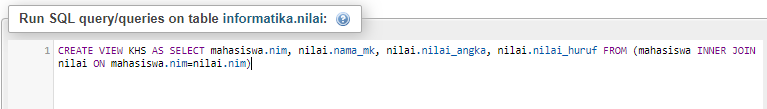 Run SQL query/queries on table informatika.nilai:
1 CREATE VIEW KHS AS SELECT mahasiswa.nim, nilai.nama_mk, nilai.nilai_angka, nilai.nilai_huruf FROM (mahasiswa INNER JOIN
nilai ON mahasiswa.nim=nilai.nim)